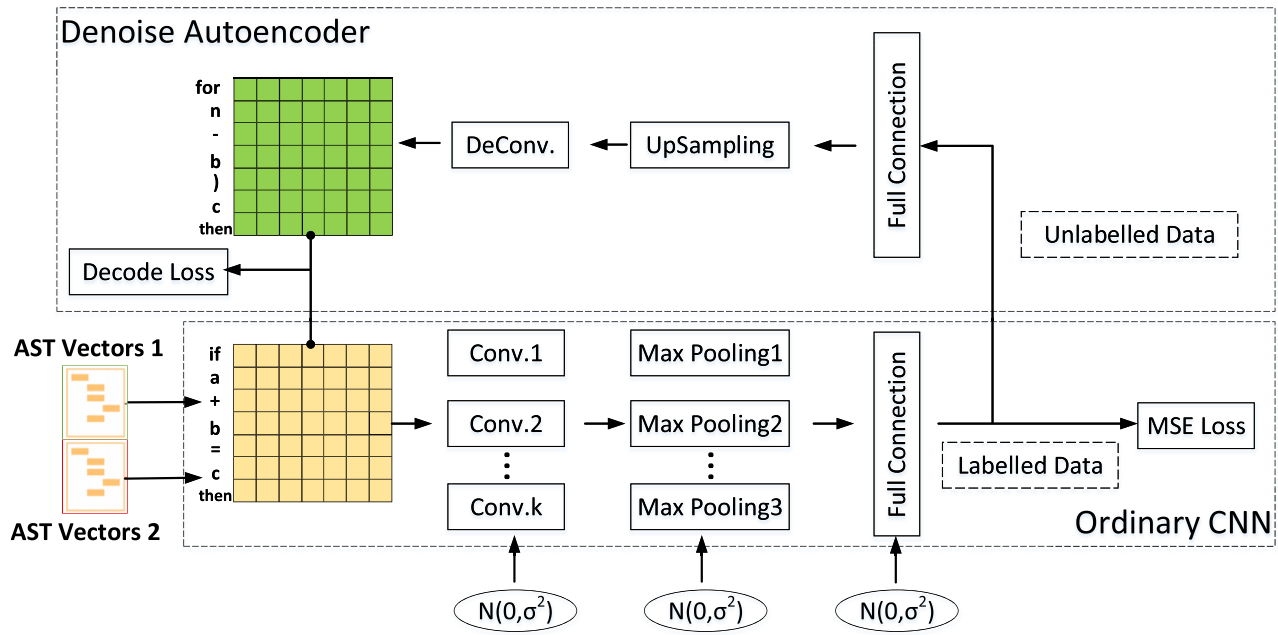 Denoise Autoencoder
for
n
-
b
)
c
then
DeConv.
UpSampling
Full Connection
Unlabelled Data
Decode Loss
AST Vectors 1
AST Vectors 2
if
a
+
b
=
c
then
Conv.1
Conv.2
Conv.k
Max Pooling1
Max Pooling2
Max Pooling3
Full Connection
MSE Loss
Labelled Data
Ordinary CNN
N(0,σ²)
N(0,σ²)
N(0,σ²)